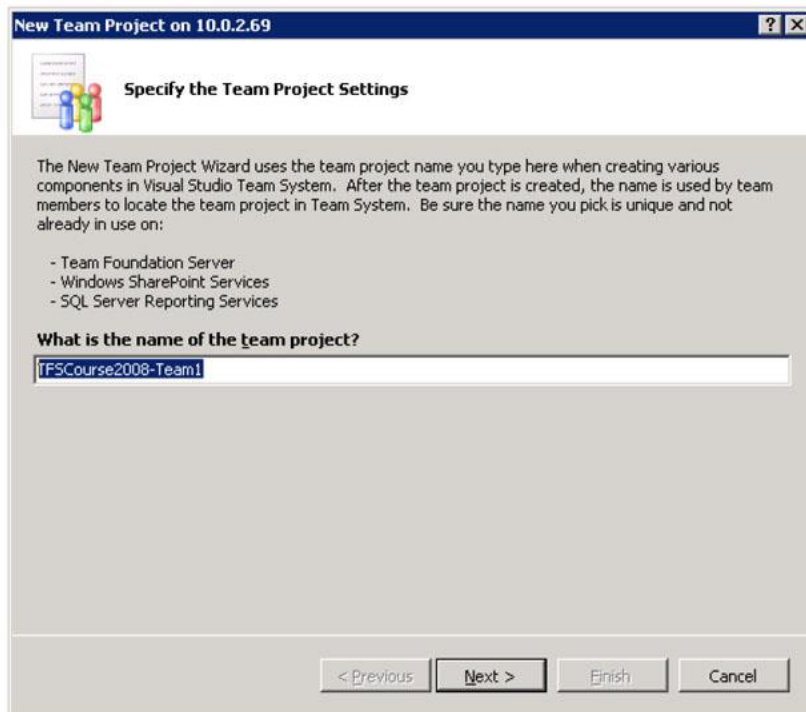 New Team Project on 10.0.2.69
Specify the Team Project Settings
The New Team Project Wizard uses the team project name you type here when creating various
components in Visual Studio Team System. After the team project is created, the name is used by team
members to locate the team project in Team System. Be sure the name you pick is unique and not
already in use on:
- Team Foundation Server
- Windows SharePoint Services
- SQL Server Reporting Services
What is the name of the team project?
TFSCourse2008-Team1
< Previous Next > Finish Cancel